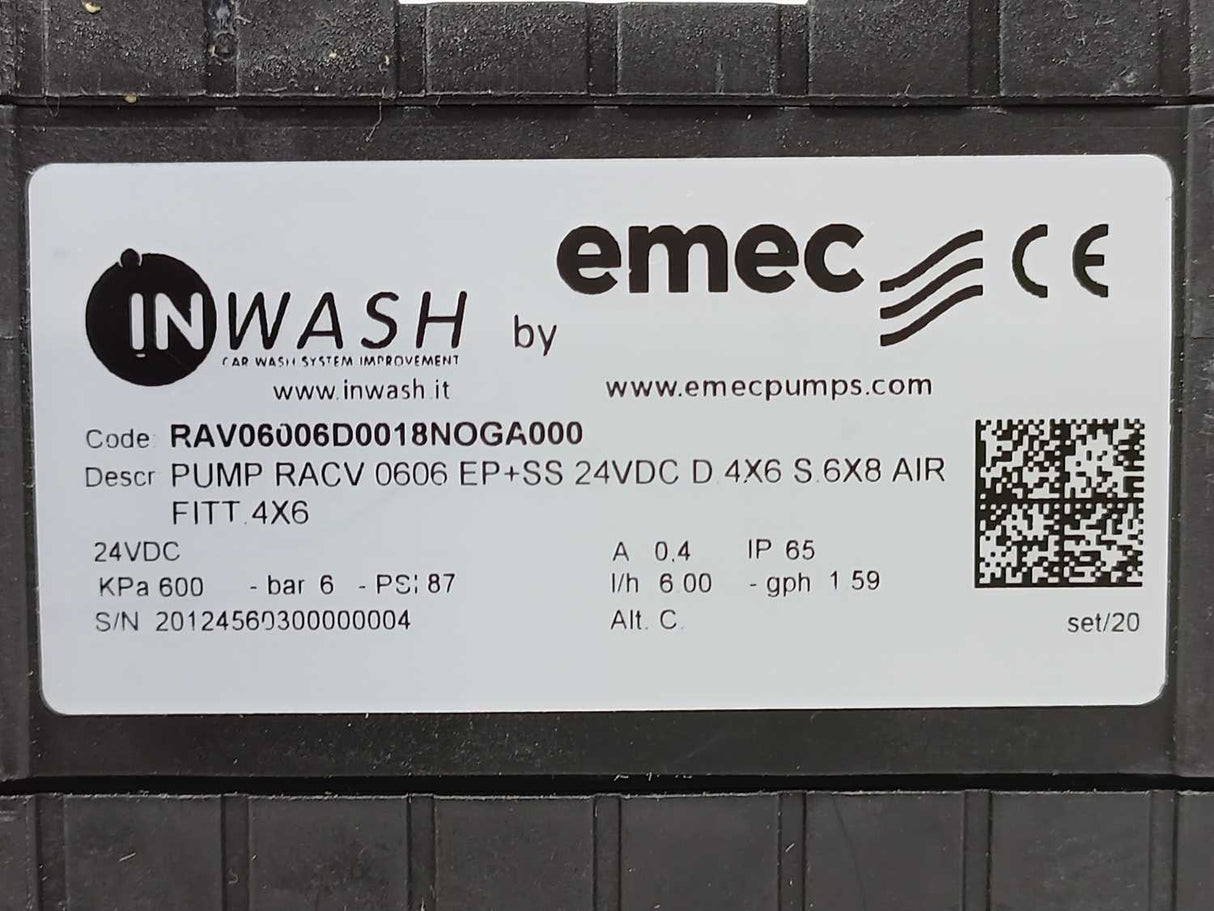 INWASH by emec CE
CAR WASH SYSTEM IMPROVEMENT
www.inwash.it www.emecpumps.com
Code: RAV06006D0018NOGA000
Descr PUMP RACV 0606 EP+SS 24VDC D.4X6 S.6X8 AIR
FITT.4X6
24VDC A 0,4 IP 65
KPa 600 - bar 6 - PSI 87 l/h 6.00 - gph 1.59
S/N 20124560300000004 Alt. C.
set/20